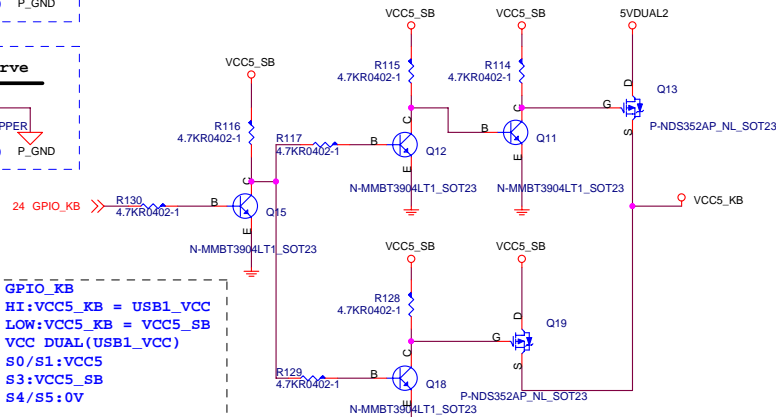 P_GND
VCC5_SB
VCC5_SB
5VDUAL2
rve
VCC5_SB
R115
4.7KR0402-1
R114
4.7KR0402-1
D
Q13
G
S
P-NDS352AP_NL_SOT23
PPER
P_GND
R116
4.7KR0402-1
R117
4.7KR0402-1
C
B
Q12
E
C
B
Q11
E
N-MMBT3904LT1_SOT23
N-MMBT3904LT1_SOT23
24 GPIO_KB
R130
4.7KR0402-1
C
B
Q15
E
N-MMBT3904LT1_SOT23
VCC5_KB
VCC5_SB
VCC5_SB
GPIO_KB
HI:VCC5_KB = USB1_VCC
LOW:VCC5_KB = VCC5_SB
VCC DUAL(USB1_VCC)
S0/S1:VCC5
S3:VCC5_SB
S4/S5:0V
R128
4.7KR0402-1
D
Q19
G
S
P-NDS352AP_NL_SOT23
R129
4.7KR0402-1
C
B
Q18
E
N-MMBT3904LT1_SOT23